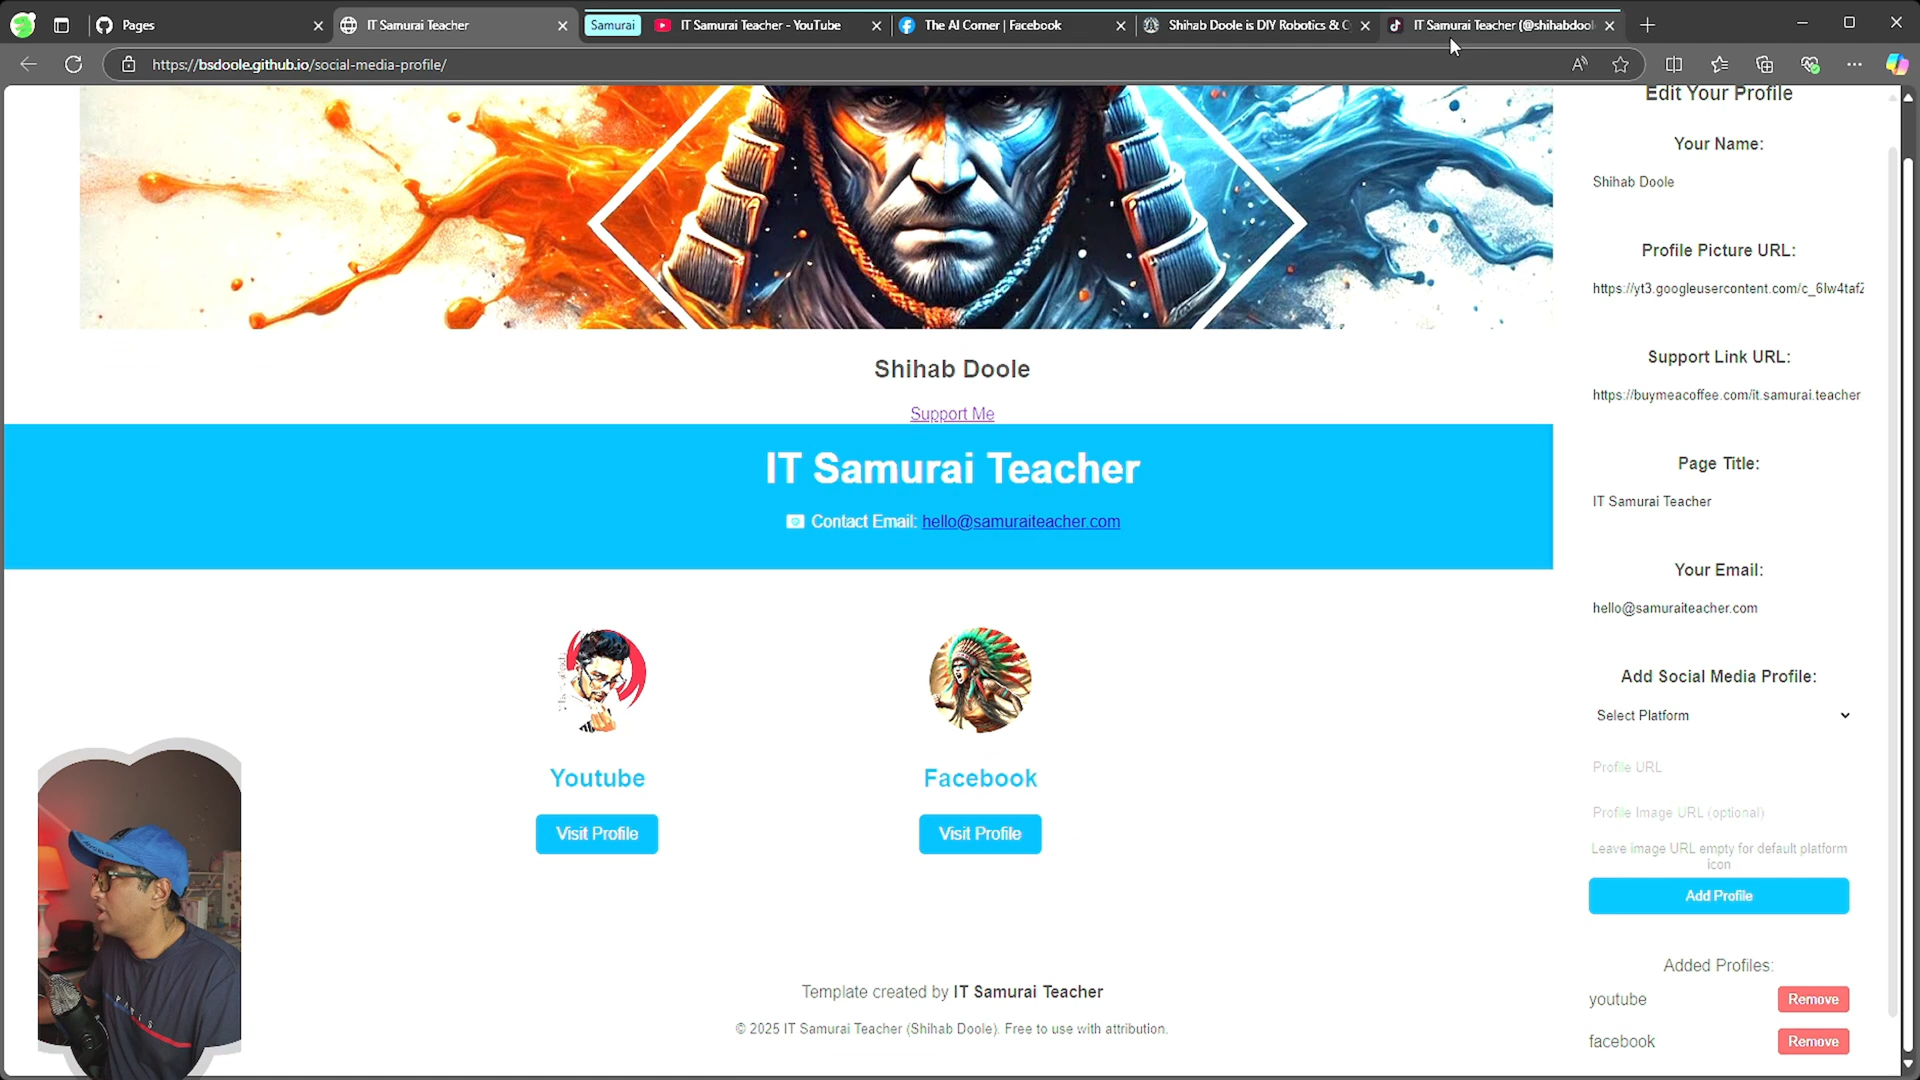 Pages
IT Samurai Teacher
Samurai
IT Samurai Teacher - YouTube
The AI Corner | Facebook
Shihab Doole is DIY Robotics & C
IT Samurai Teacher (@shihabdool
https://bsdoole.github.io/social-media-profile/
Shihab Doole
Support Me
IT Samurai Teacher
Contact Email: hello@samuraiteacher.com
Youtube
Facebook
Visit Profile
Visit Profile
Template created by IT Samurai Teacher
© 2025 IT Samurai Teacher (Shihab Doole). Free to use with attribution.
Edit Your Profile
Your Name:
Shihab Doole
Profile Picture URL:
https://yt3.googleusercontent.com/c_6Iw4tafZ
Support Link URL:
https://buymeacoffee.com/it.samurai.teacher
Page Title:
IT Samurai Teacher
Your Email:
hello@samuraiteacher.com
Add Social Media Profile:
Select Platform
Profile URL
Profile Image URL (optional)
Leave image URL empty for default platform
icon
Add Profile
Added Profiles:
youtube
Remove
facebook
Remove